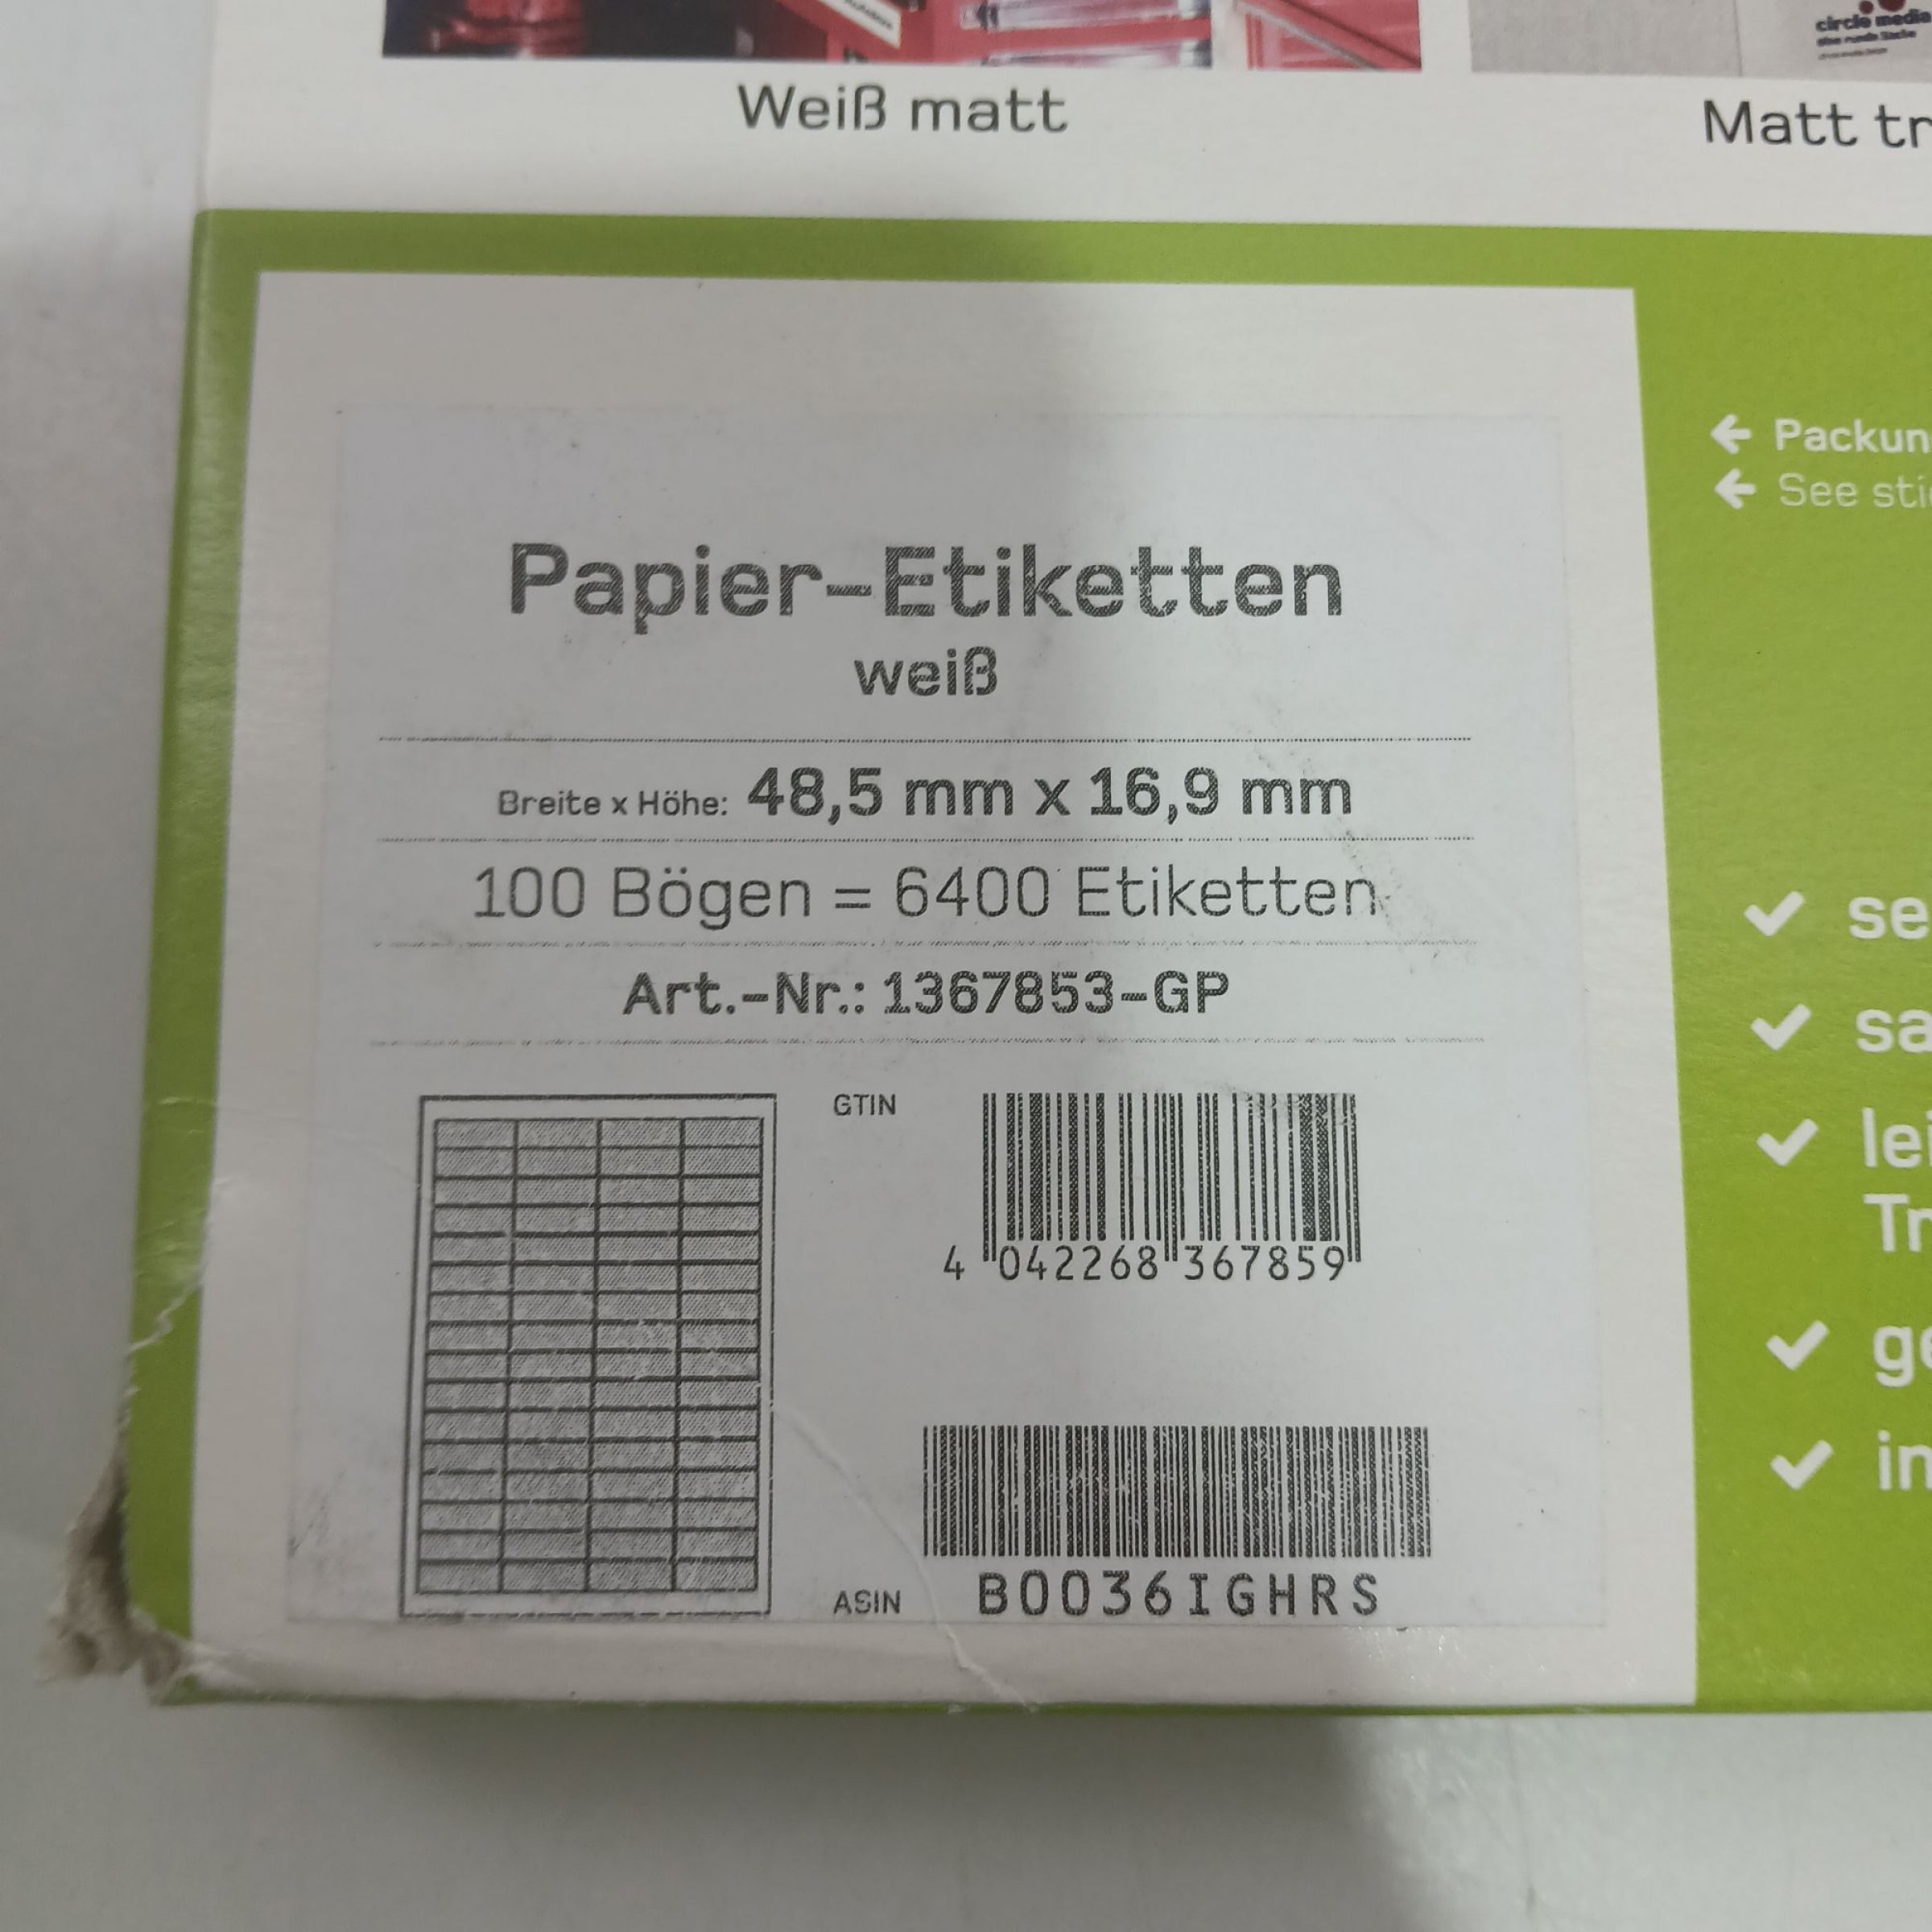 circle media
Weiß matt
Matt tr
Packun
See sti
Papier-Etiketten
weiß
Breite x Höhe: 48,5 mm x 16,9 mm
100 Bögen = 6400 Etiketten
Art.-Nr.: 1367853-GP
GTIN
4 042268 367859
ASIN B0036IGHRS
se
sa
lei
Tr
ge
in